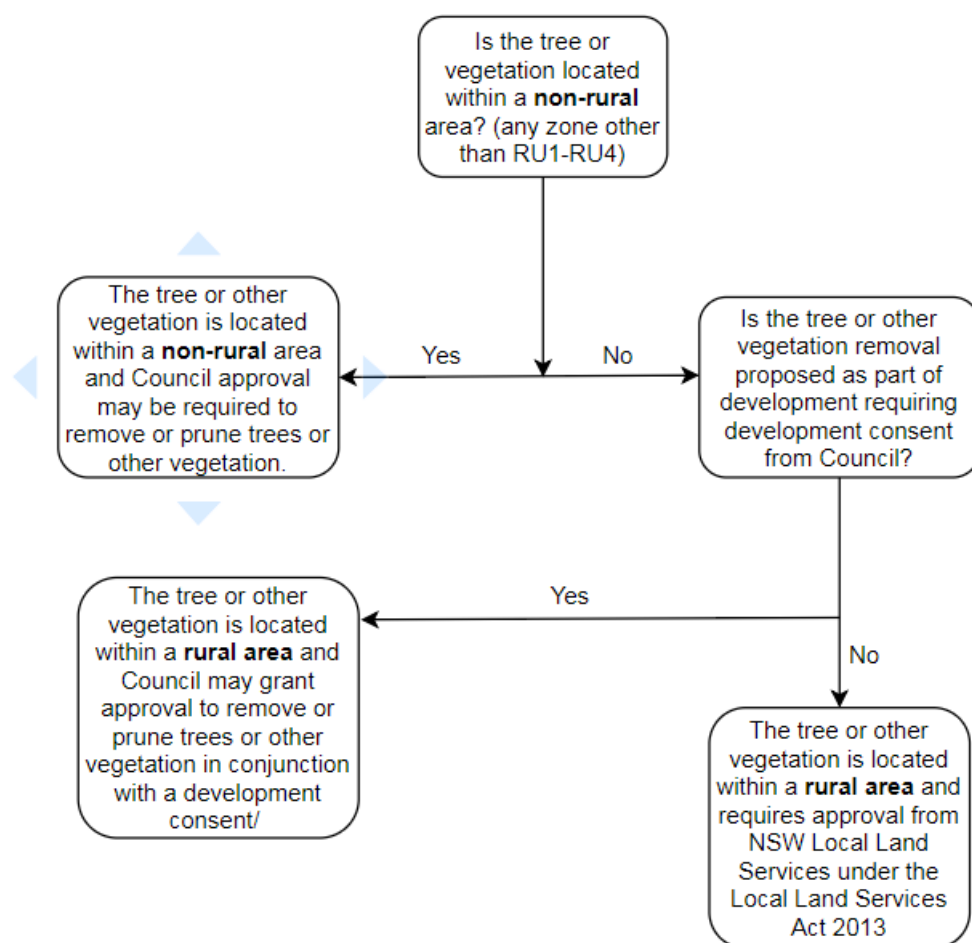 Is the tree or
vegetation located
within a non-rural
area? (any zone other
than RU1-RU4)
The tree or other
vegetation is located
within a non-rural area
and Council approval
may be required to
remove or prune trees or
other vegetation.
Yes
No
Is the tree or other
vegetation removal
proposed as part of
development requiring
development consent
from Council?
The tree or other
vegetation is located
within a rural area and
Council may grant
approval to remove or
prune trees or other
vegetation in conjunction
with a development
consent/
Yes
No
The tree or other
vegetation is located
within a rural area and
requires approval from
NSW Local Land
Services under the
Local Land Services
Act 2013